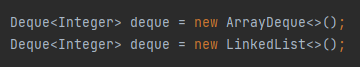 Deque<Integer> deque = new ArrayDeque<>();
Deque<Integer> deque = new LinkedList<>();